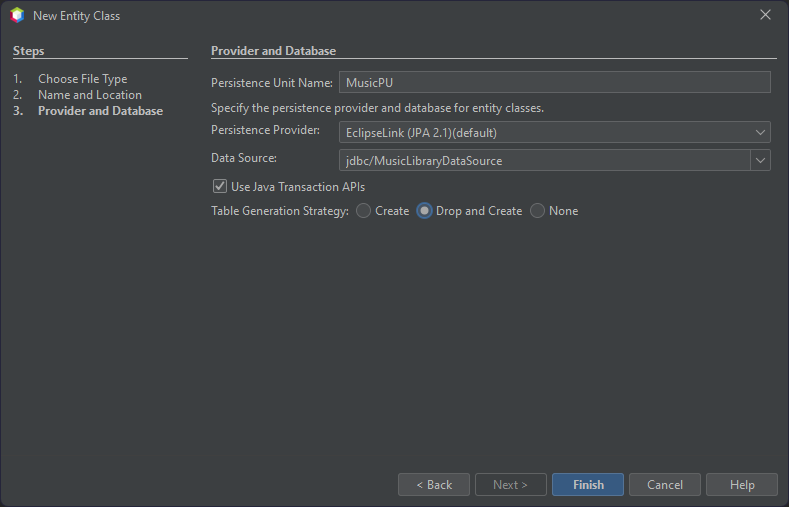 New Entity Class
Steps
1. Choose File Type
2. Name and Location
3. Provider and Database
Provider and Database
Persistence Unit Name: MusicPU
Specify the persistence provider and database for entity classes.
Persistence Provider: EclipseLink (JPA 2.1)(default)
Data Source: jdbc/MusicLibraryDataSource
Use Java Transaction APIs
Table Generation Strategy: Create Drop and Create None
< Back Next > Finish Cancel Help